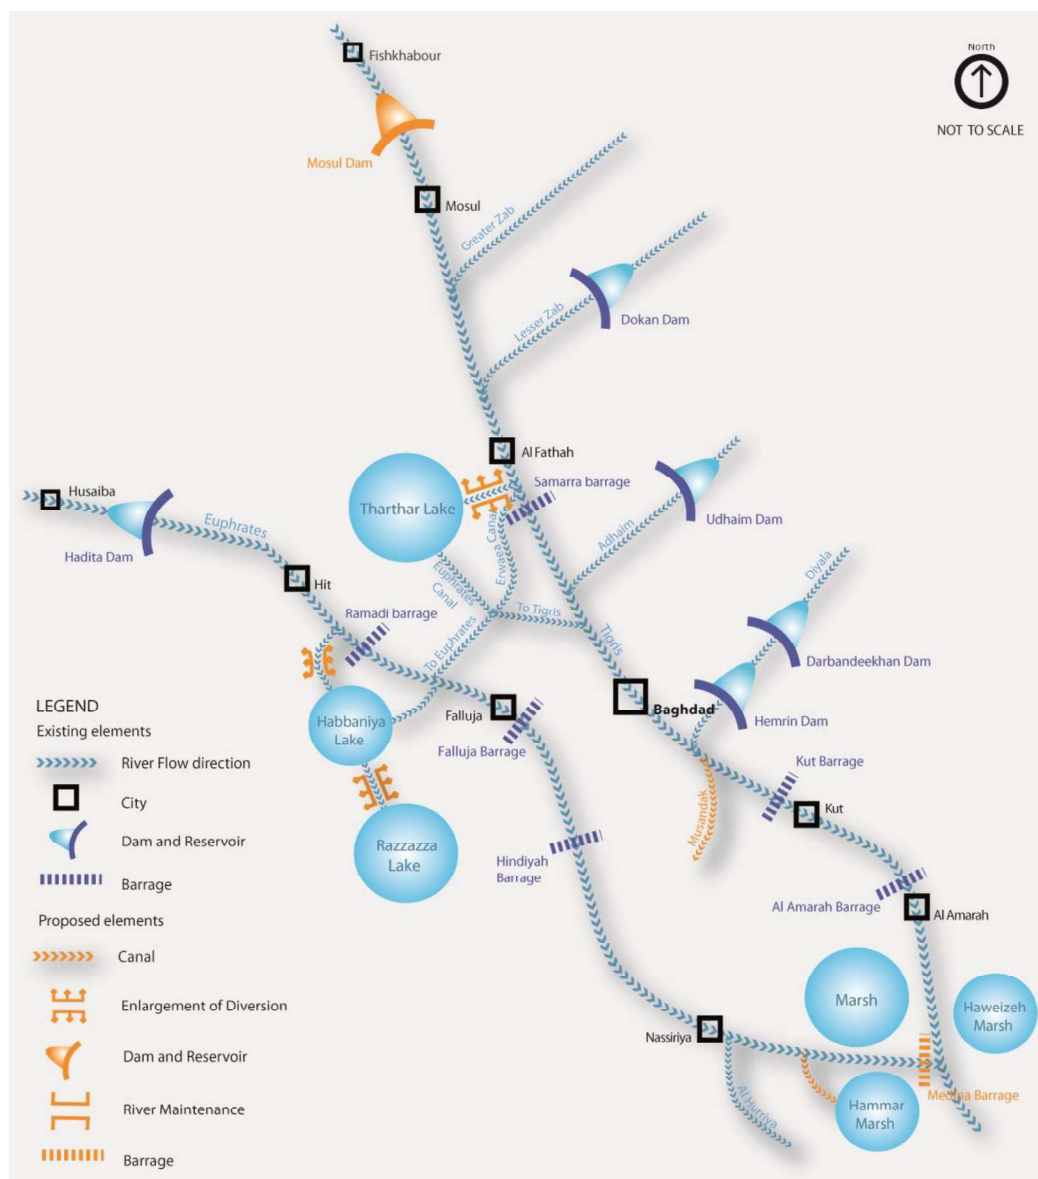 North
NOT TO SCALE
Fishkhabour
Mosul Dam
Mosul
Greater Zab
Lesser Zab
Dokan Dam
Al Fathah
Samarra barrage
Tharthar Lake
Husaiba
Euphrates
Hadita Dam
Hit
Erwaea Canal
Euphrates
Canal
Adhaim
Udhaim Dam
Diyala
Ramadi barrage
To Tigris
To Euphrates
Tigris
Darbandeekhan Dam
Baghdad
Hemrin Dam
Habbaniya
Lake
Falluja
Falluja Barrage
Kut Barrage
Kut
Musandak
Razzazza
Lake
Hindiyah
Barrage
Al Amarah Barrage
Al Amarah
Marsh
Haweizeh
Marsh
Nassiriya
Al Hurriya
Hammar
Marsh
Medina Barrage
LEGEND
Existing elements
River Flow direction
City
Dam and Reservoir
Barrage
Proposed elements
Canal
Enlargement of Diversion
Dam and Reservoir
River Maintenance
Barrage